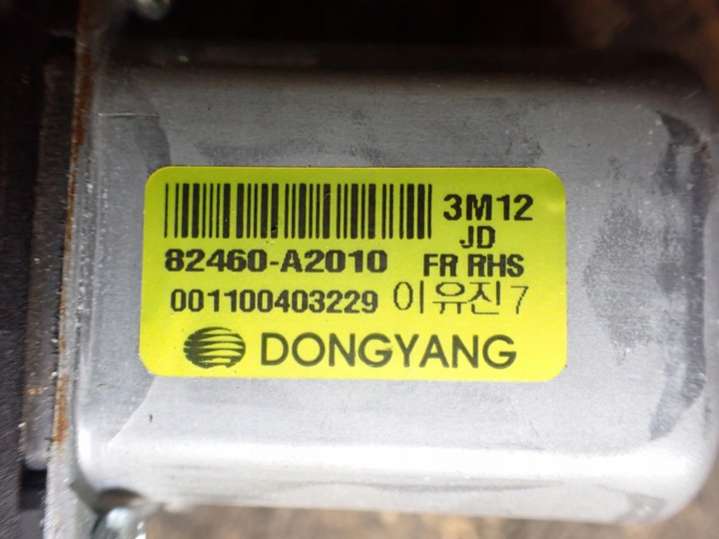 3M12
JD
82460-A2010 FR RHS
001100403229 이유진7
DONGYANG